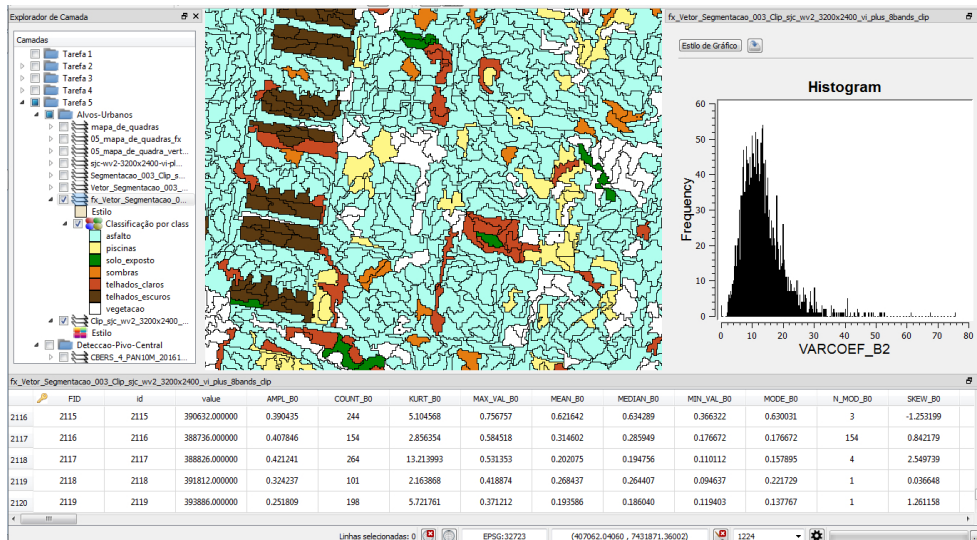 Explorador de Camada
Camadas
Tarefa 1
Tarefa 2
Tarefa 3
Tarefa 4
Tarefa 5
Alvos-Urbanos
mapa_de_quadras
05_mapa_de_quadras_fx
05_mapa_de_quadra_vert...
sjc-wv2-3200x2400-vi-pl...
Segmentacao_003_Clip_s...
Vetor_Segmentacao_003_...
fx_Vetor_Segmentacao_0...
Estilo
Classificação por class
asfalto
piscinas
solo_exposto
sombras
telhados_claros
telhados_escuros
vegetacao
Clip_sjc_wv2_3200x2400_...
Estilo
Deteccao-Pivo-Central
CBERS_4_PAN10M_20161...
fx_Vetor_Segmentacao_003_Clip_sjc_wv2_3200x2400_vi_plus_8bands_clip
Estilo de Gráfico
Histogram
Frequency
60
50
40
30
20
10
0
0 10 20 30 40 50 60 70 80
VARCOEF_B2
fx_Vetor_Segmentacao_003_Clip_sjc_wv2_3200x2400_vi_plus_8bands_clip
FID id value AMPL_B0 COUNT_B0 KURT_B0 MAX_VAL_B0 MEAN_B0 MEDIAN_B0 MIN_VAL_B0 MODE_B0 N_MOD_B0 SKEW_B0
2116 2115 2115 390632.000000 0.390435 244 5.104568 0.756757 0.621642 0.634289 0.366322 0.630031 3 -1.253199
2117 2116 2116 388736.000000 0.407846 154 2.856354 0.584518 0.314602 0.285949 0.176672 0.176672 154 0.842179
2118 2117 2117 388826.000000 0.421241 264 13.213993 0.531353 0.202075 0.194756 0.110112 0.157895 4 2.549739
2119 2118 2118 391812.000000 0.324237 101 2.163868 0.418874 0.268437 0.264407 0.094637 0.221729 1 0.036648
2120 2119 2119 393886.000000 0.251809 198 5.721761 0.371212 0.193586 0.186040 0.119403 0.137767 1 1.261158
Linhas selecionadas: 0 EPSG:32723 (407062.04060 , 7431871.36002) 1224